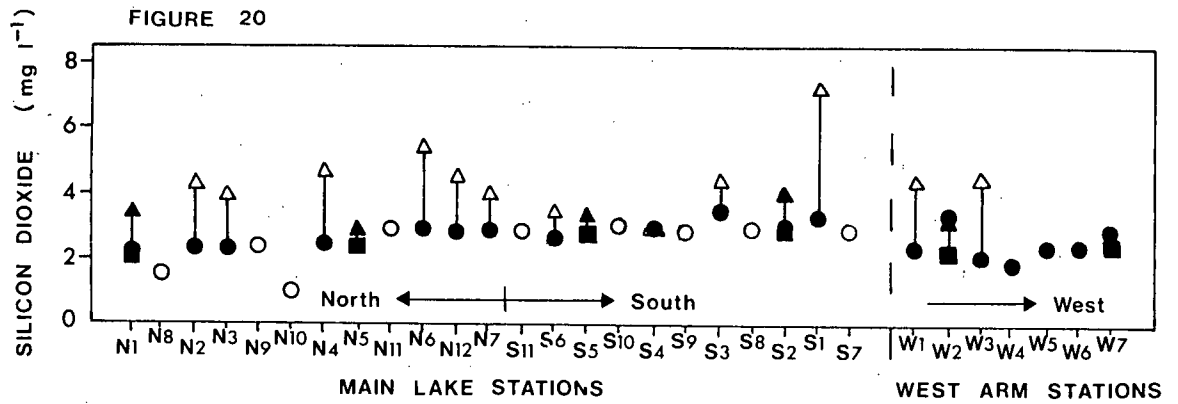 FIGURE 20
SILICON DIOXIDE (mg l⁻¹)
8
6
4
2
0
North South West
N1 N8 N2 N3 N9 N10 N4 N5 N11 N6 N12 N7 S11 S6 S5 S10 S4 S9 S3 S8 S2 S1 S7 W1 W2 W3 W4 W5 W6 W7
MAIN LAKE STATIONS WEST ARM STATIONS